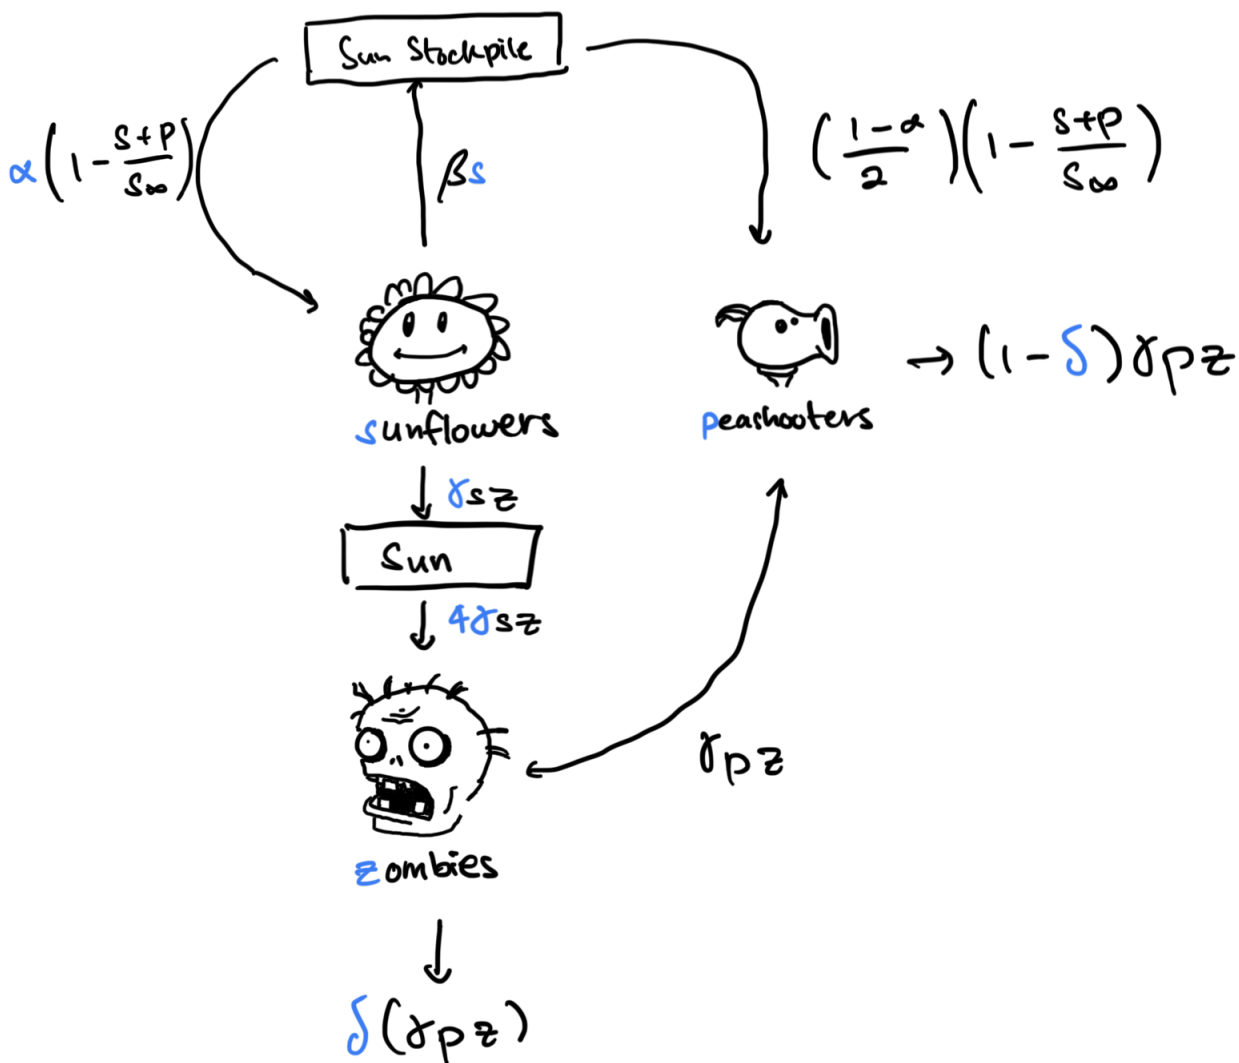 Sun Stockpile
α(1 - (s+p)/s∞)
βs
((1-α)/2)(1 - (s+p)/s∞)
→ (1-δ)γpz
sunflowers
peashooters
γsz
Sun
4γsz
γpz
zombies
δ(γpz)